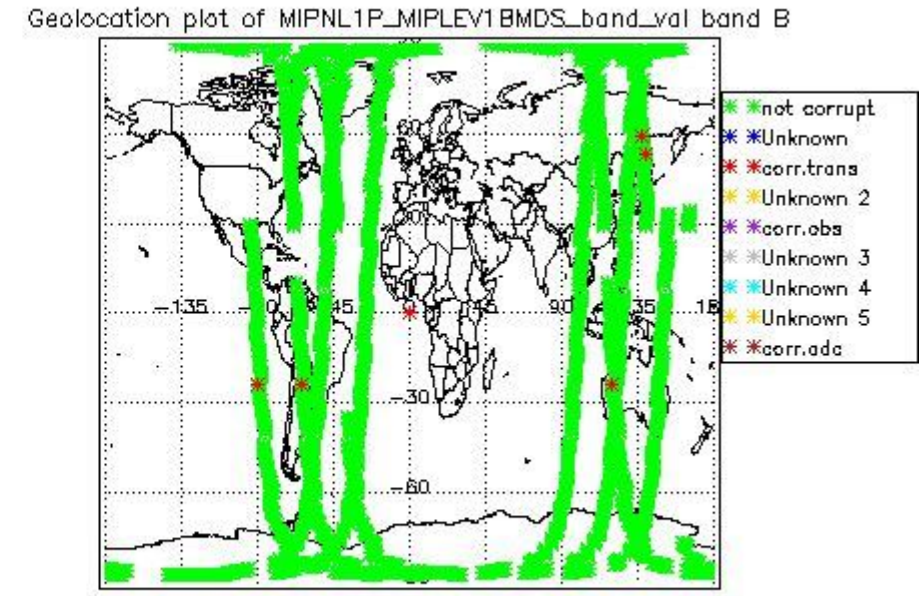 Geolocation plot of MIPNL1P_MIPLEV1BMDS_band_val band B
not corrupt
Unknown
corr.trans
Unknown 2
corr.obs
Unknown 3
Unknown 4
Unknown 5
corr.adc
60
-135
90
-30
-60